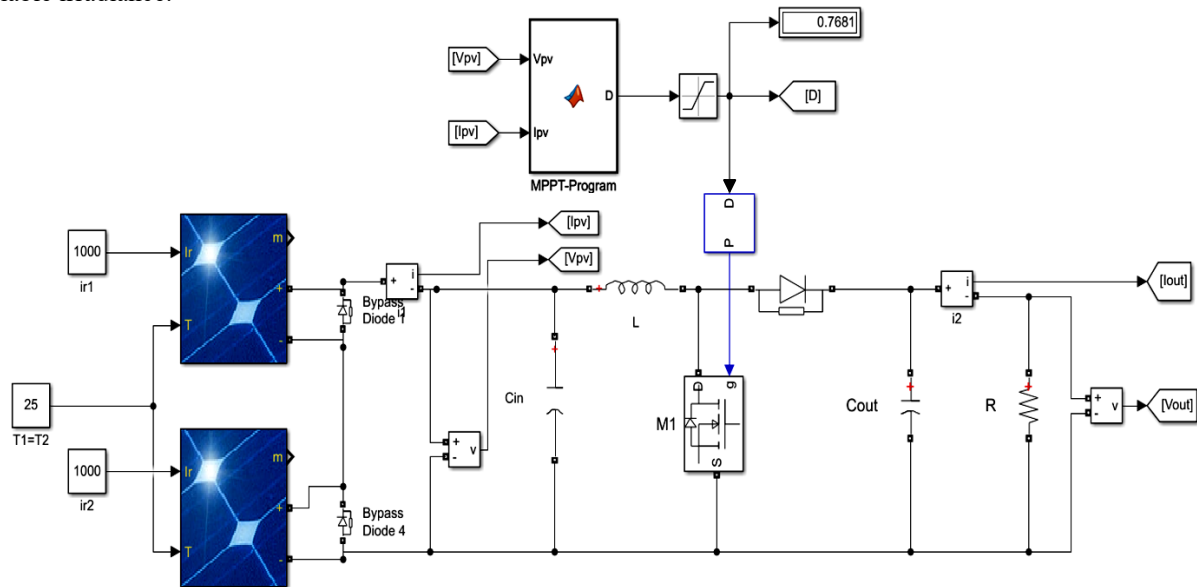 0.7681
[Vpv]
Vpv
D
[D]
[Ipv]
Ipv
MPPT-Program
D
P
[Ipv]
[Vpv]
1000
ir1
Ir
m
+
T
-
+
i
-
i1
Bypass
Diode 1
25
T1=T2
1000
ir2
Ir
m
+
T
-
Bypass
Diode 4
+
-
v
Cin
+
+
L
D
g
S
M1
+
i
-
i2
[Iout]
+
Cout
+
R
+
-
v
[Vout]